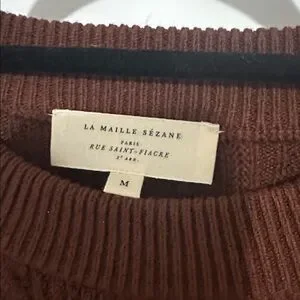 LA MAILLE SÉZANE
PARIS
RUE SAINT-FIACRE
2e ARR.
M